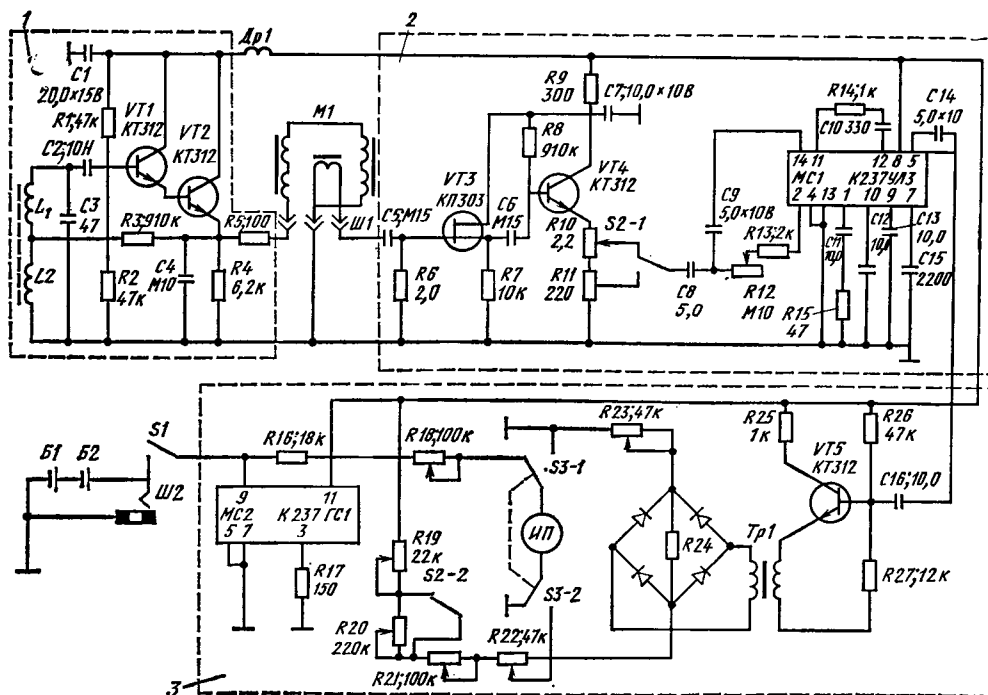 1
2
Др1
C1
20,0×15В
R1;47к
VT1
КТ312
VT2
КТ312
C2;10Н
C3
47
L1
L2
R3;910к
R2
47к
C4
М10
R4
6,2к
R5;100
М1
Ш1
C5;М15
R6
2,0
VT3
КП303
R7
10к
C6
М15
R8
910к
R9
300
C7;10,0×10В
VT4
КТ312
R10
2,2
R11
220
S2-1
C8
5,0
C9
5,0×10В
R13;2к
R12
М10
R14;1к
C10 330
C14
5,0×10
14 11 12 8 5
МС1 К237УЛ3
2 4 13 1 10 9 7
C11
10,0
R15
47
C12
10,0
C13
10,0
C15
2200
3
Б1
Б2
S1
Ш2
R16;18к
9 11
МС2 К237ГС1
5 7 3
R17
150
R18;100к
R19
22к
S2-2
R20
220к
R21;100к
R22;47к
S3-1
ИП
S3-2
R23;47к
R24
Тр1
R25
1к
VT5
КТ312
R26
47к
C16;10,0
R27;12к